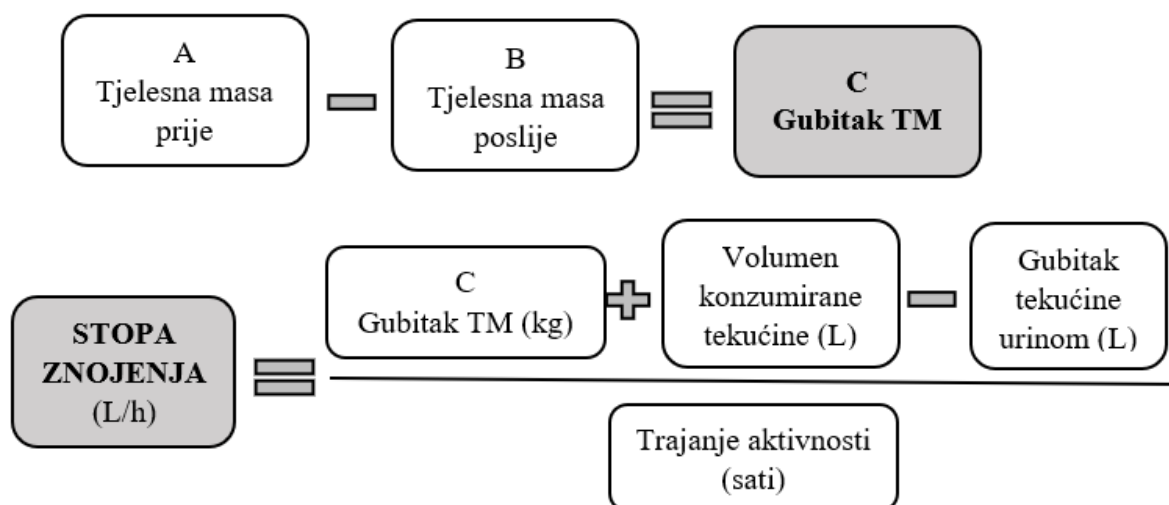 A
Tjelesna masa
prije
B
Tjelesna masa
poslije
C
Gubitak TM
STOPA
ZNOJENJA
(L/h)
C
Gubitak TM (kg)
Volumen
konzumirane
tekućine (L)
Gubitak
tekućine
urinom (L)
Trajanje aktivnosti
(sati)